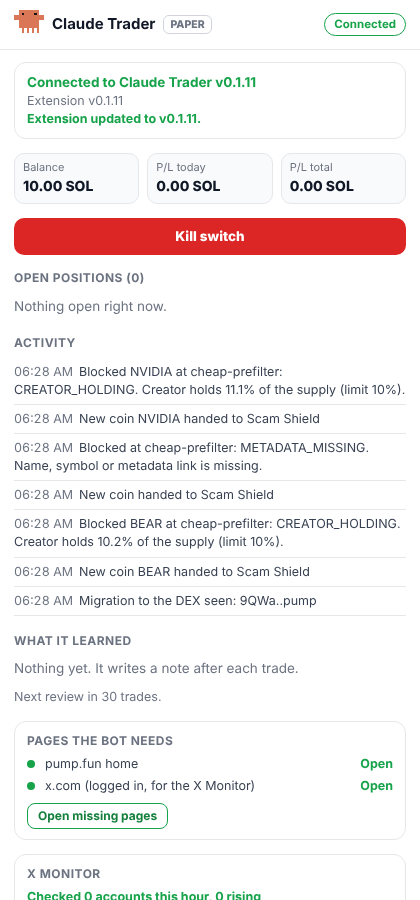 Claude Trader PAPER Connected
Connected to Claude Trader v0.1.11
Extension v0.1.11
Extension updated to v0.1.11.
Balance P/L today P/L total
10.00 SOL 0.00 SOL 0.00 SOL
Kill switch
OPEN POSITIONS (0)
Nothing open right now.
ACTIVITY
06:28 AM Blocked NVIDIA at cheap-prefilter:
CREATOR_HOLDING. Creator holds 11.1% of the supply (limit 10%).
06:28 AM New coin NVIDIA handed to Scam Shield
06:28 AM Blocked at cheap-prefilter: METADATA_MISSING.
Name, symbol or metadata link is missing.
06:28 AM New coin handed to Scam Shield
06:28 AM Blocked BEAR at cheap-prefilter: CREATOR_HOLDING.
Creator holds 10.2% of the supply (limit 10%).
06:28 AM New coin BEAR handed to Scam Shield
06:28 AM Migration to the DEX seen: 9QWa..pump
WHAT IT LEARNED
Nothing yet. It writes a note after each trade.
Next review in 30 trades.
PAGES THE BOT NEEDS
pump.fun home Open
x.com (logged in, for the X Monitor) Open
Open missing pages
X MONITOR
Checked 0 accounts this hour, 0 rising